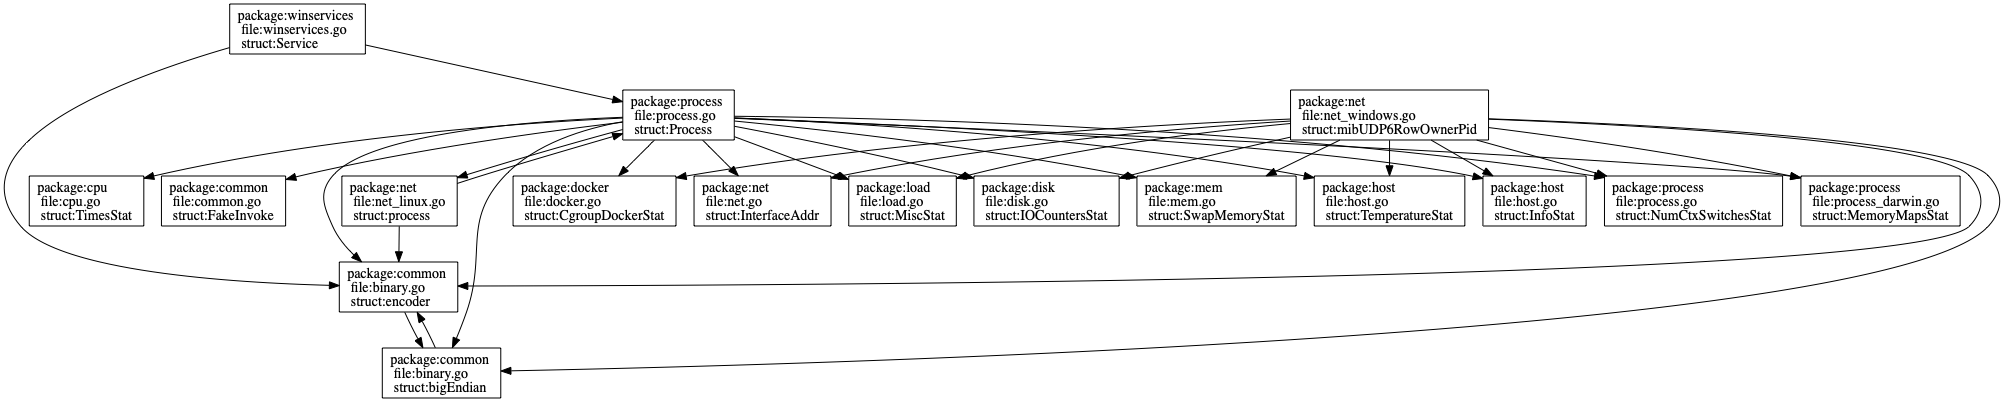 package:winservices
file:winservices.go
struct:Service
package:process
file:process.go
struct:Process
package:net
file:net_windows.go
struct:mibUDP6RowOwnerPid
package:cpu
file:cpu.go
struct:TimesStat
package:common
file:common.go
struct:FakeInvoke
package:net
file:net_linux.go
struct:process
package:docker
file:docker.go
struct:CgroupDockerStat
package:net
file:net.go
struct:InterfaceAddr
package:load
file:load.go
struct:MiscStat
package:disk
file:disk.go
struct:IOCountersStat
package:mem
file:mem.go
struct:SwapMemoryStat
package:host
file:host.go
struct:TemperatureStat
package:host
file:host.go
struct:InfoStat
package:process
file:process.go
struct:NumCtxSwitchesStat
package:process
file:process_darwin.go
struct:MemoryMapsStat
package:common
file:binary.go
struct:encoder
package:common
file:binary.go
struct:bigEndian